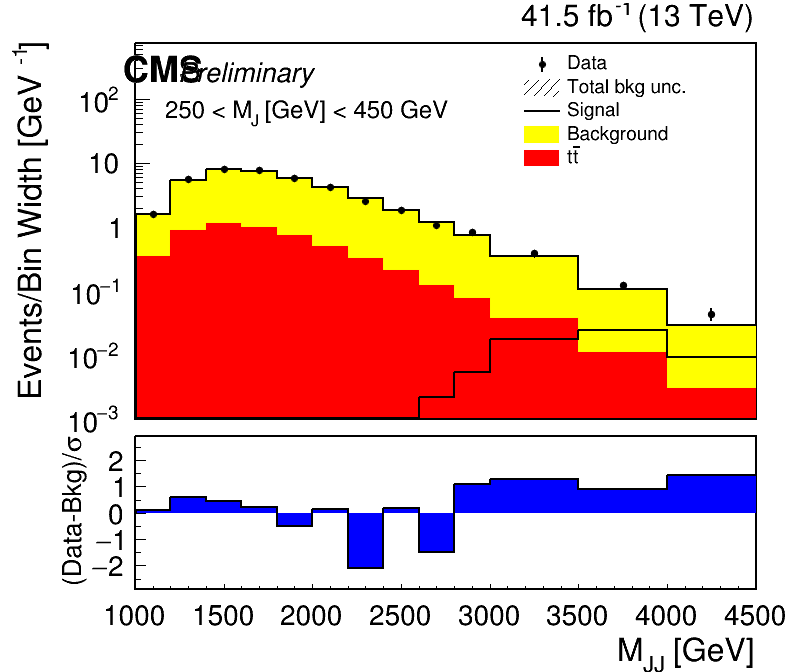 41.5 fb⁻¹ (13 TeV)
CMS Preliminary
250 < M_J [GeV] < 450 GeV
Data
Total bkg unc.
Signal
Background
tt̅
Events/Bin Width [GeV⁻¹]
10²
10
1
10⁻¹
10⁻²
10⁻³
(Data-Bkg)/σ
2
1
0
−1
−2
1000 1500 2000 2500 3000 3500 4000 4500
M_JJ [GeV]